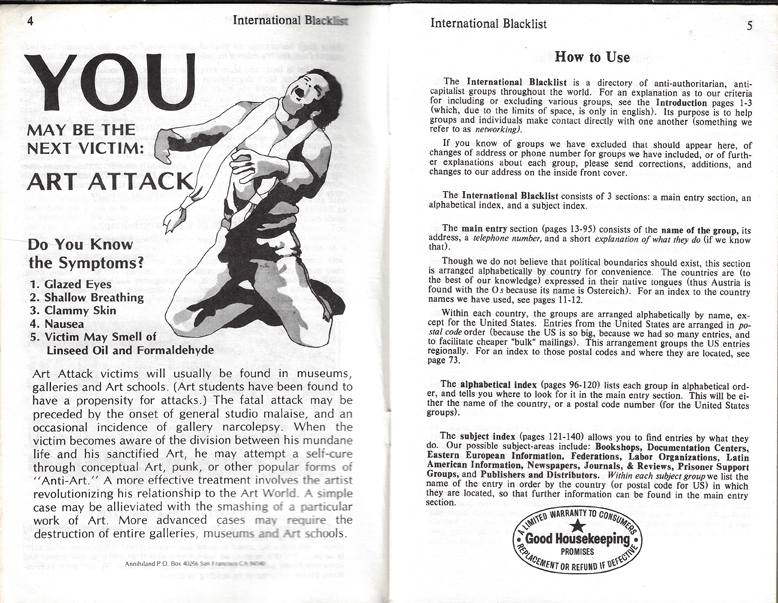 4
International Blacklist
YOU
MAY BE THE
NEXT VICTIM:
ART ATTACK
Do You Know
the Symptoms?
1. Glazed Eyes
2. Shallow Breathing
3. Clammy Skin
4. Nausea
5. Victim May Smell of
Linseed Oil and Formaldehyde
Art Attack victims will usually be found in museums,
galleries and Art schools. (Art students have been found to
have a propensity for attacks.) The fatal attack may be
preceded by the onset of general studio malaise, and an
occasional incidence of gallery narcolepsy. When the
victim becomes aware of the division between his mundane
life and his sanctified Art, he may attempt a self-cure
through conceptual Art, punk, or other popular forms of
"Anti-Art." A more effective treatment involves the artist
revolutionizing his relationship to the Art World. A simple
case may be allieviated with the smashing of a particular
work of Art. More advanced cases may require the
destruction of entire galleries, museums and Art schools.
Annihiland P.O. Box 40256 San Francisco CA 94140
International Blacklist
5
How to Use
The International Blacklist is a directory of anti-authoritarian, anti-
capitalist groups throughout the world. For an explanation as to our criteria
for including or excluding various groups, see the Introduction pages 1-3
(which, due to the limits of space, is only in english). Its purpose is to help
groups and individuals make contact directly with one another (something we
refer to as networking).
If you know of groups we have excluded that should appear here, of
changes of address or phone number for groups we have included, or of furth-
er explanations about each group, please send corrections, additions, and
changes to our address on the inside front cover.
The International Blacklist consists of 3 sections: a main entry section, an
alphabetical index, and a subject index.
The main entry section (pages 13-95) consists of the name of the group, its
address, a telephone number, and a short explanation of what they do (if we know
that).
Though we do not believe that political boundaries should exist, this section
is arranged alphabetically by country for convenience. The countries are (to
the best of our knowledge) expressed in their native tongues (thus Austria is
found with the Os because its name is Ostereich). For an index to the country
names we have used, see pages 11-12.
Within each country, the groups are arranged alphabetically by name, ex-
cept for the United States. Entries from the United States are arranged in po-
stal code order (because the US is so big, because we had so many entries, and
to facilitate cheaper "bulk" mailings). This arrangement groups the US entries
regionally. For an index to those postal codes and where they are located, see
page 73.
The alphabetical index (pages 96-120) lists each group in alphabetical ord-
er, and tells you where to look for it in the main entry section. This will be ei-
ther the name of the country, or a postal code number (for the United States
groups).
The subject index (pages 121-140) allows you to find entries by what they
do. Our possible subject-areas include: Bookshops, Documentation Centers,
Eastern European Information, Federations, Labor Organizations, Latin
American Information, Newspapers, Journals, & Reviews, Prisoner Support
Groups, and Publishers and Distributors. Within each subject group we list the
name of the entry in order by the country (or postal code for US) in which
they are located, so that further information can be found in the main entry
section.
A LIMITED WARRANTY TO CONSUMERS
Good Housekeeping
PROMISES
REPLACEMENT OR REFUND IF DEFECTIVE